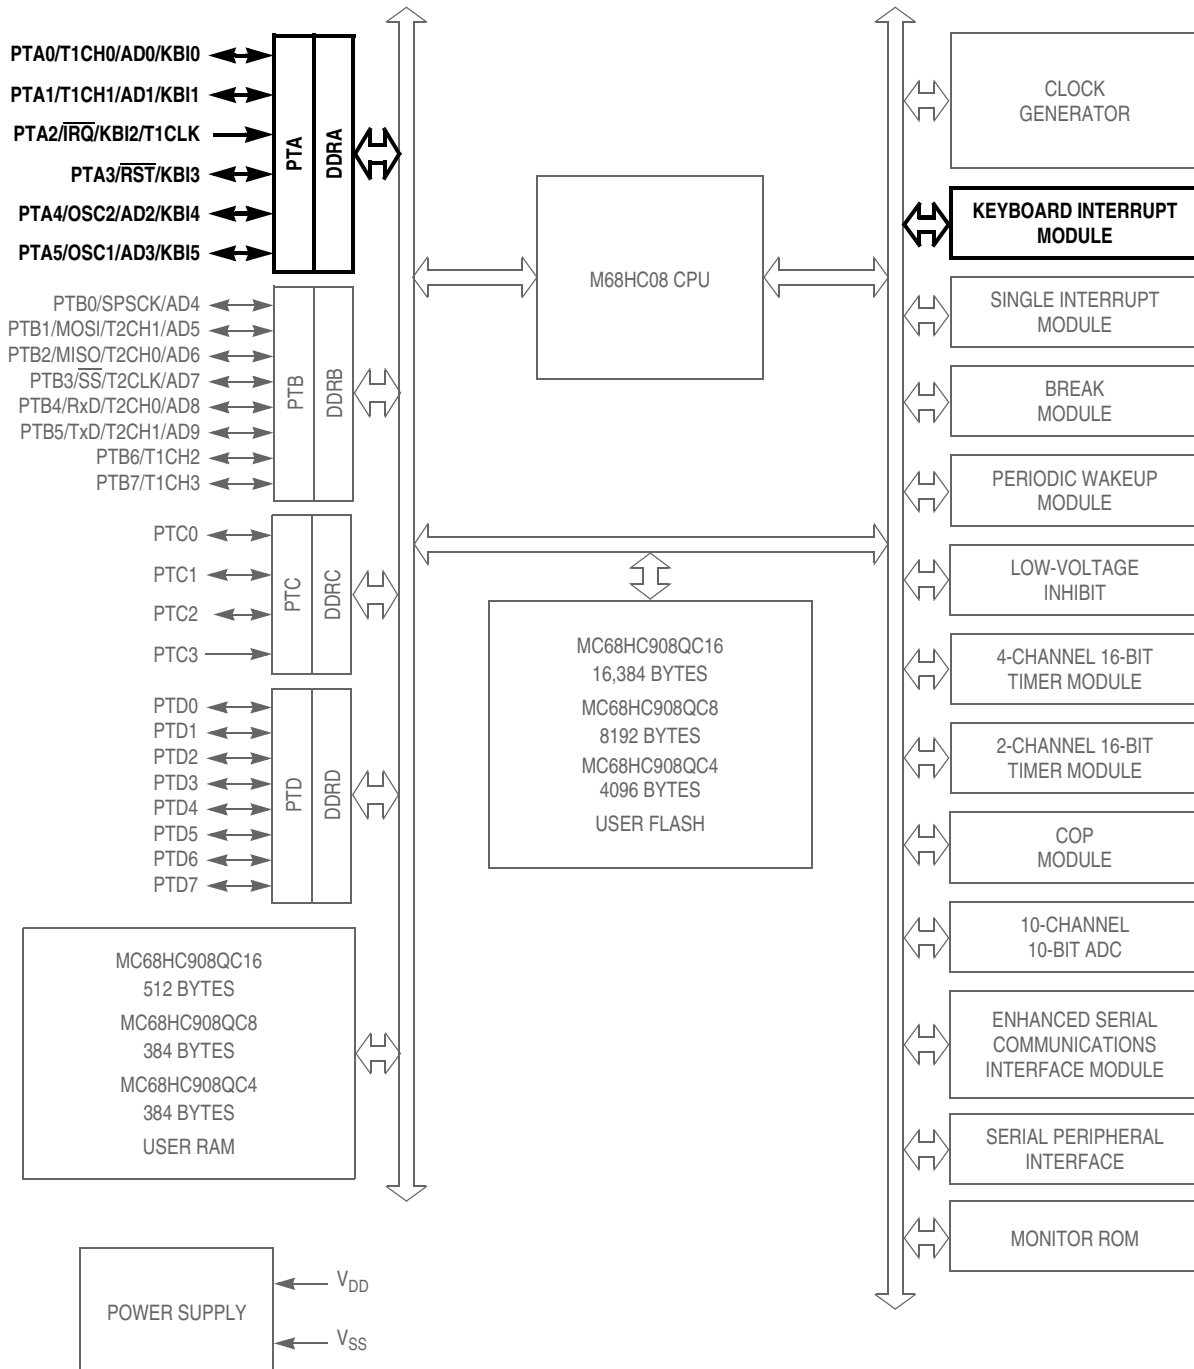 PTA0/T1CH0/AD0/KBI0
PTA1/T1CH1/AD1/KBI1
PTA2/IRQ/KBI2/T1CLK
PTA3/RST/KBI3
PTA4/OSC2/AD2/KBI4
PTA5/OSC1/AD3/KBI5
PTA
DDRA
PTB0/SPSCK/AD4
PTB1/MOSI/T2CH1/AD5
PTB2/MISO/T2CH0/AD6
PTB3/SS/T2CLK/AD7
PTB4/RxD/T2CH0/AD8
PTB5/TxD/T2CH1/AD9
PTB6/T1CH2
PTB7/T1CH3
PTB
DDRB
PTC0
PTC1
PTC2
PTC3
PTC
DDRC
PTD0
PTD1
PTD2
PTD3
PTD4
PTD5
PTD6
PTD7
PTD
DDRD
MC68HC908QC16
512 BYTES
MC68HC908QC8
384 BYTES
MC68HC908QC4
384 BYTES
USER RAM
POWER SUPPLY
VDD
VSS
M68HC08 CPU
MC68HC908QC16
16,384 BYTES
MC68HC908QC8
8192 BYTES
MC68HC908QC4
4096 BYTES
USER FLASH
CLOCK
GENERATOR
KEYBOARD INTERRUPT
MODULE
SINGLE INTERRUPT
MODULE
BREAK
MODULE
PERIODIC WAKEUP
MODULE
LOW-VOLTAGE
INHIBIT
4-CHANNEL 16-BIT
TIMER MODULE
2-CHANNEL 16-BIT
TIMER MODULE
COP
MODULE
10-CHANNEL
10-BIT ADC
ENHANCED SERIAL
COMMUNICATIONS
INTERFACE MODULE
SERIAL PERIPHERAL
INTERFACE
MONITOR ROM